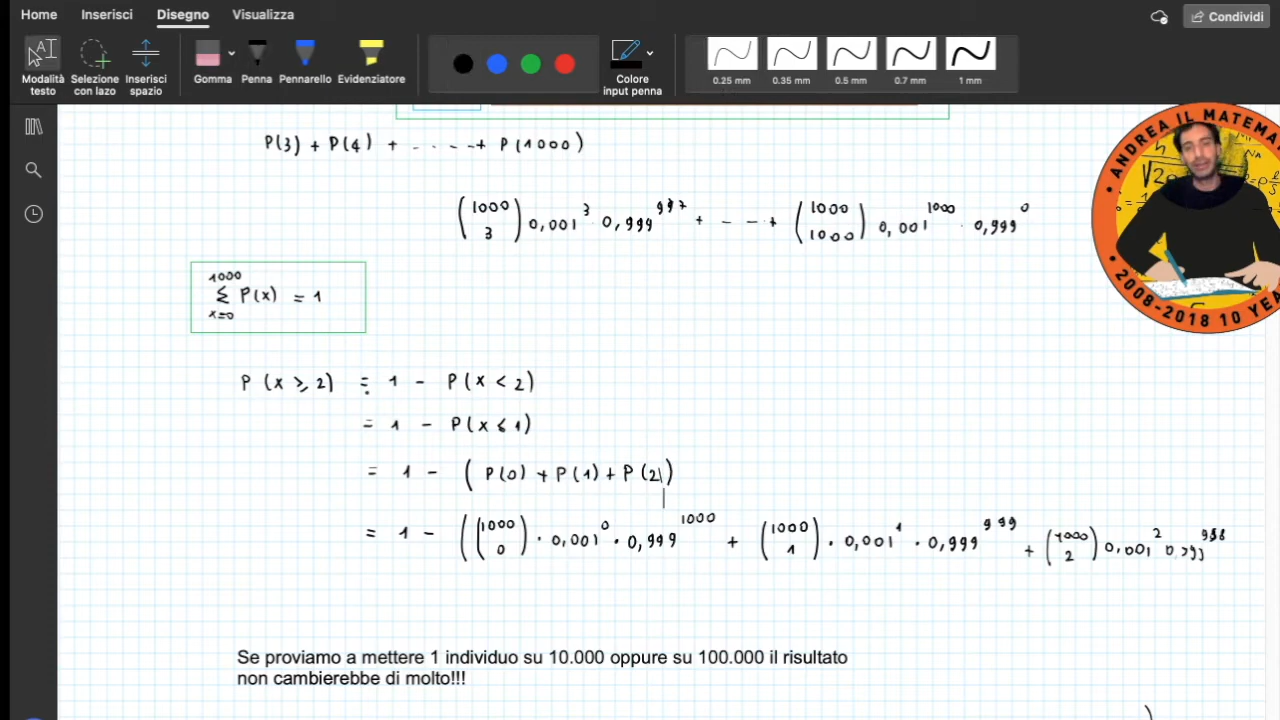 Home Inserisci Disegno Visualizza Condividi
Modalità testo Selezione con lazo Inserisci spazio Gomma Penna Pennarello Evidenziatore Colore input penna 0.25 mm 0.35 mm 0.5 mm 0.7 mm 1 mm
P(3) + P(4) + . - - - + P(1000)
(1000 3) 0,001^3 · 0,999^997 + - - + (1000 1000) 0,001^1000 · 0,999^0
1000
Σ P(x) = 1
x=0
P (x ≥ 2) = 1 - P(x < 2)
= 1 - P(x ≤ 1)
= 1 - (P(0) + P(1) + P(2))
= 1 - ((1000 0) · 0,001^0 · 0,999^1000 + (1000 1) · 0,001^1 · 0,999^999 + (1000 2) 0,001^2 0,999^998
Se proviamo a mettere 1 individuo su 10.000 oppure su 100.000 il risultato
non cambierebbe di molto!!!
ANDREA IL MATEMA
2008-2018 10 YEA